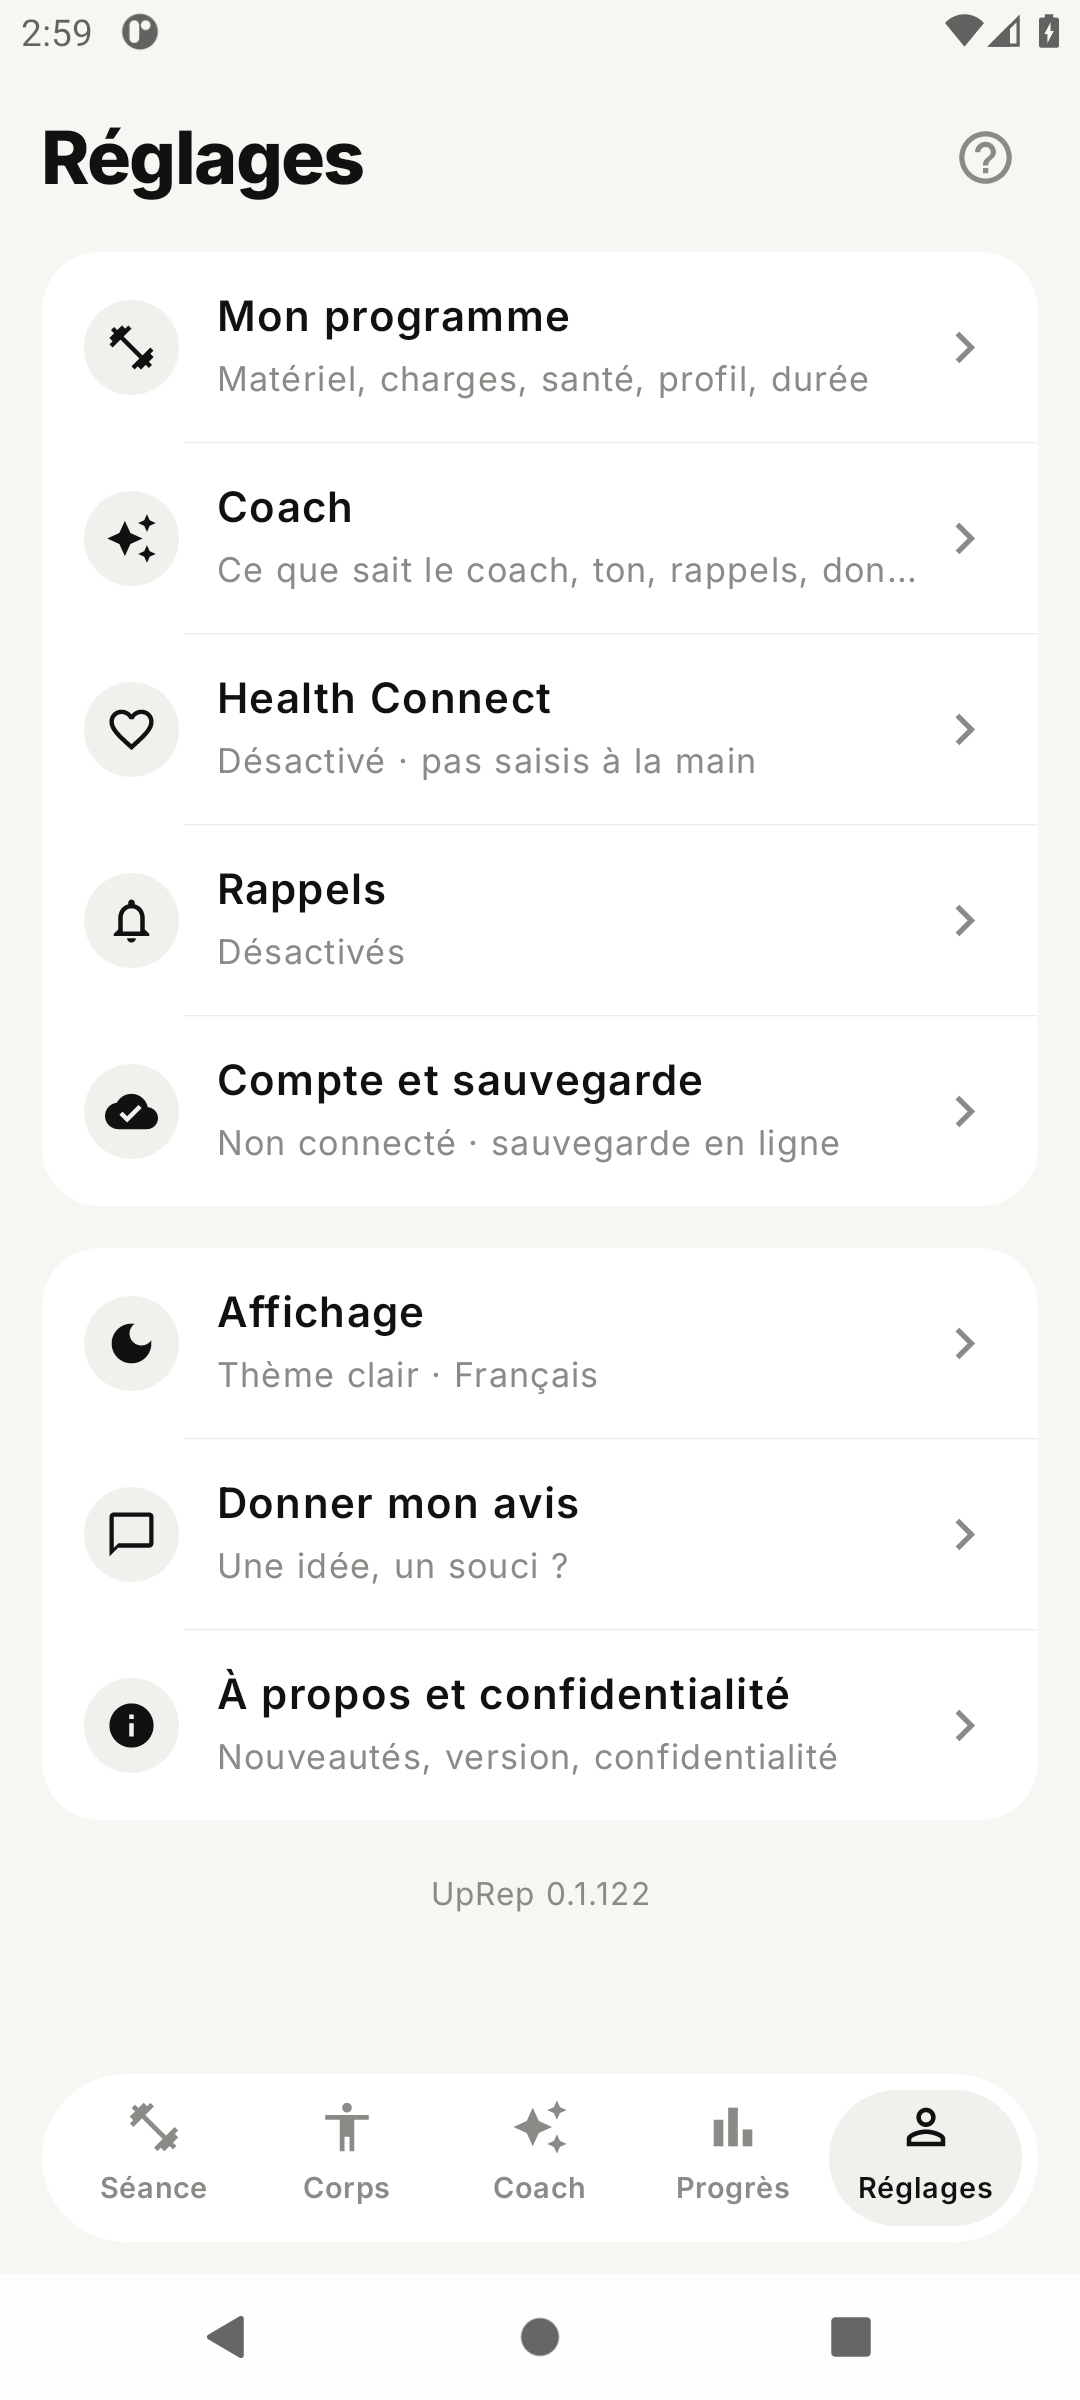 2:59
Réglages
Mon programme
Matériel, charges, santé, profil, durée
Coach
Ce que sait le coach, ton, rappels, don...
Health Connect
Désactivé · pas saisis à la main
Rappels
Désactivés
Compte et sauvegarde
Non connecté · sauvegarde en ligne
Affichage
Thème clair · Français
Donner mon avis
Une idée, un souci ?
À propos et confidentialité
Nouveautés, version, confidentialité
UpRep 0.1.122
Séance Corps Coach Progrès Réglages